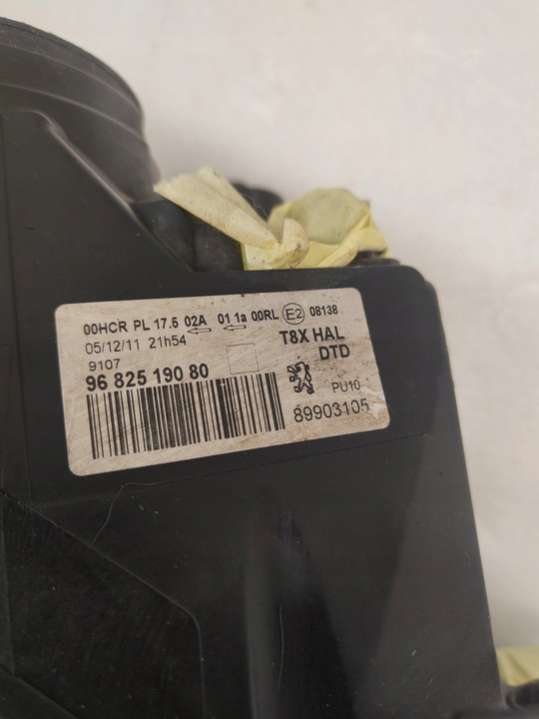 00HCR PL 17.5 02A 01 1a 00RL E2 08138
05/12/11 21h54
9107
T8X HAL
DTD
96 825 190 80
PU10
89903105